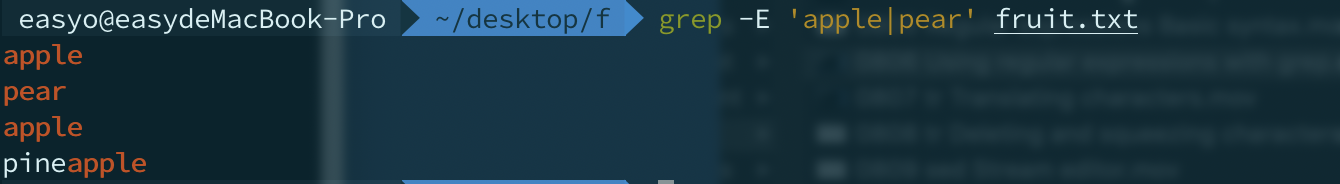 easyo@easydeMacBook-Pro ~/desktop/f grep -E 'apple|pear' fruit.txt
apple
pear
apple
pineapple